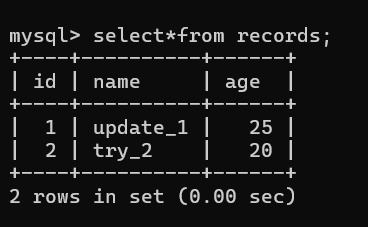 mysql> select*from records;
+----+----------+------+
| id | name     | age  |
+----+----------+------+
|  1 | update_1 |   25 |
|  2 | try_2    |   20 |
+----+----------+------+
2 rows in set (0.00 sec)